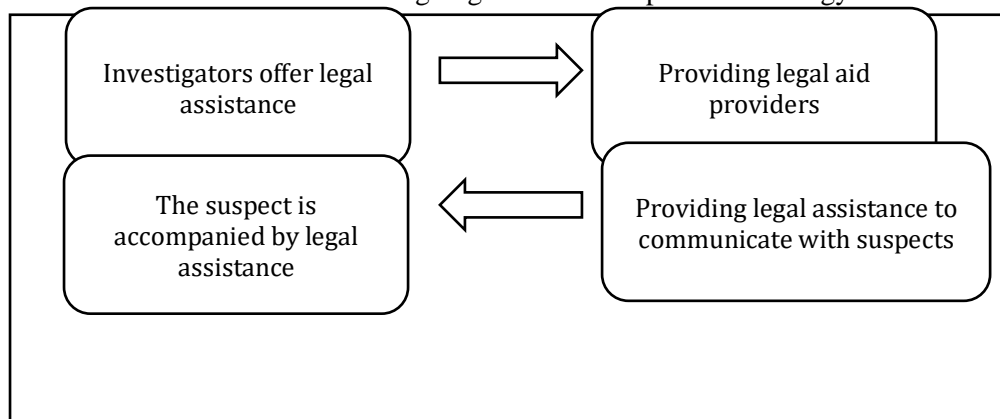 Investigators offer legal
assistance
Providing legal aid
providers
Providing legal assistance to
communicate with suspects
The suspect is
accompanied by legal
assistance